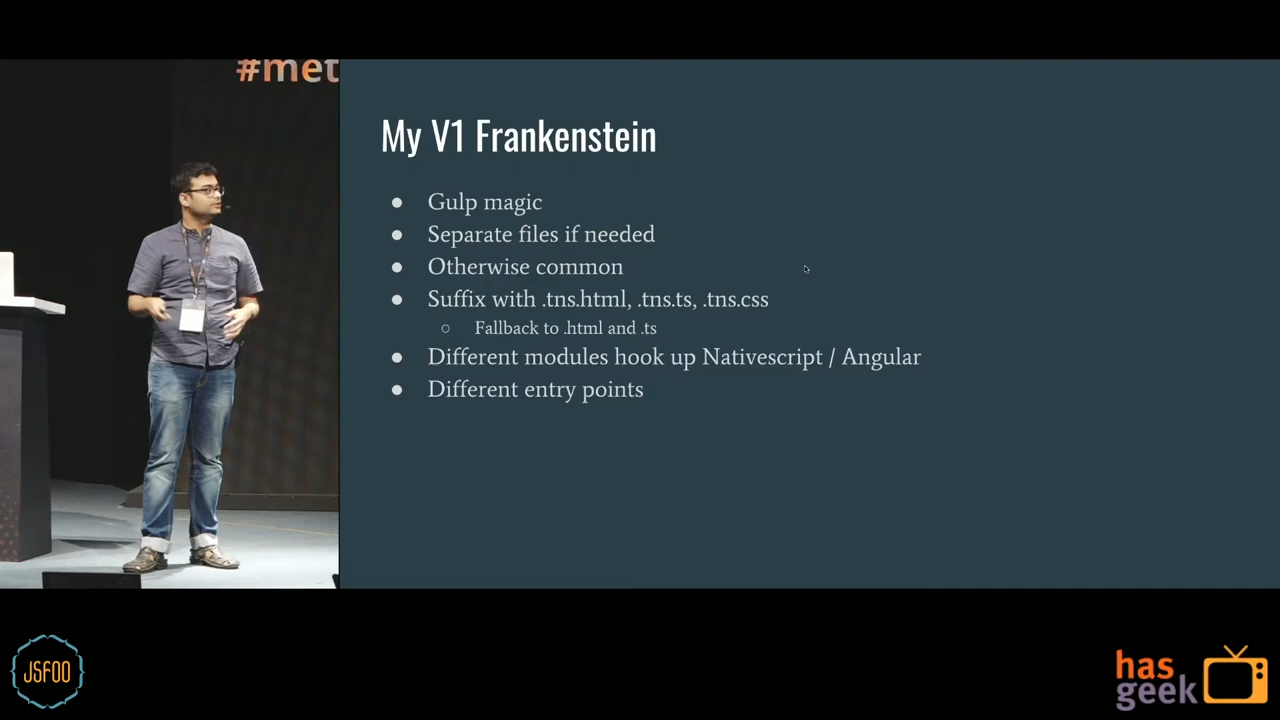 #met
My V1 Frankenstein
● Gulp magic
● Separate files if needed
● Otherwise common
● Suffix with .tns.html, .tns.ts, .tns.css
○ Fallback to .html and .ts
● Different modules hook up Nativescript / Angular
● Different entry points
JSFOO
has
geek